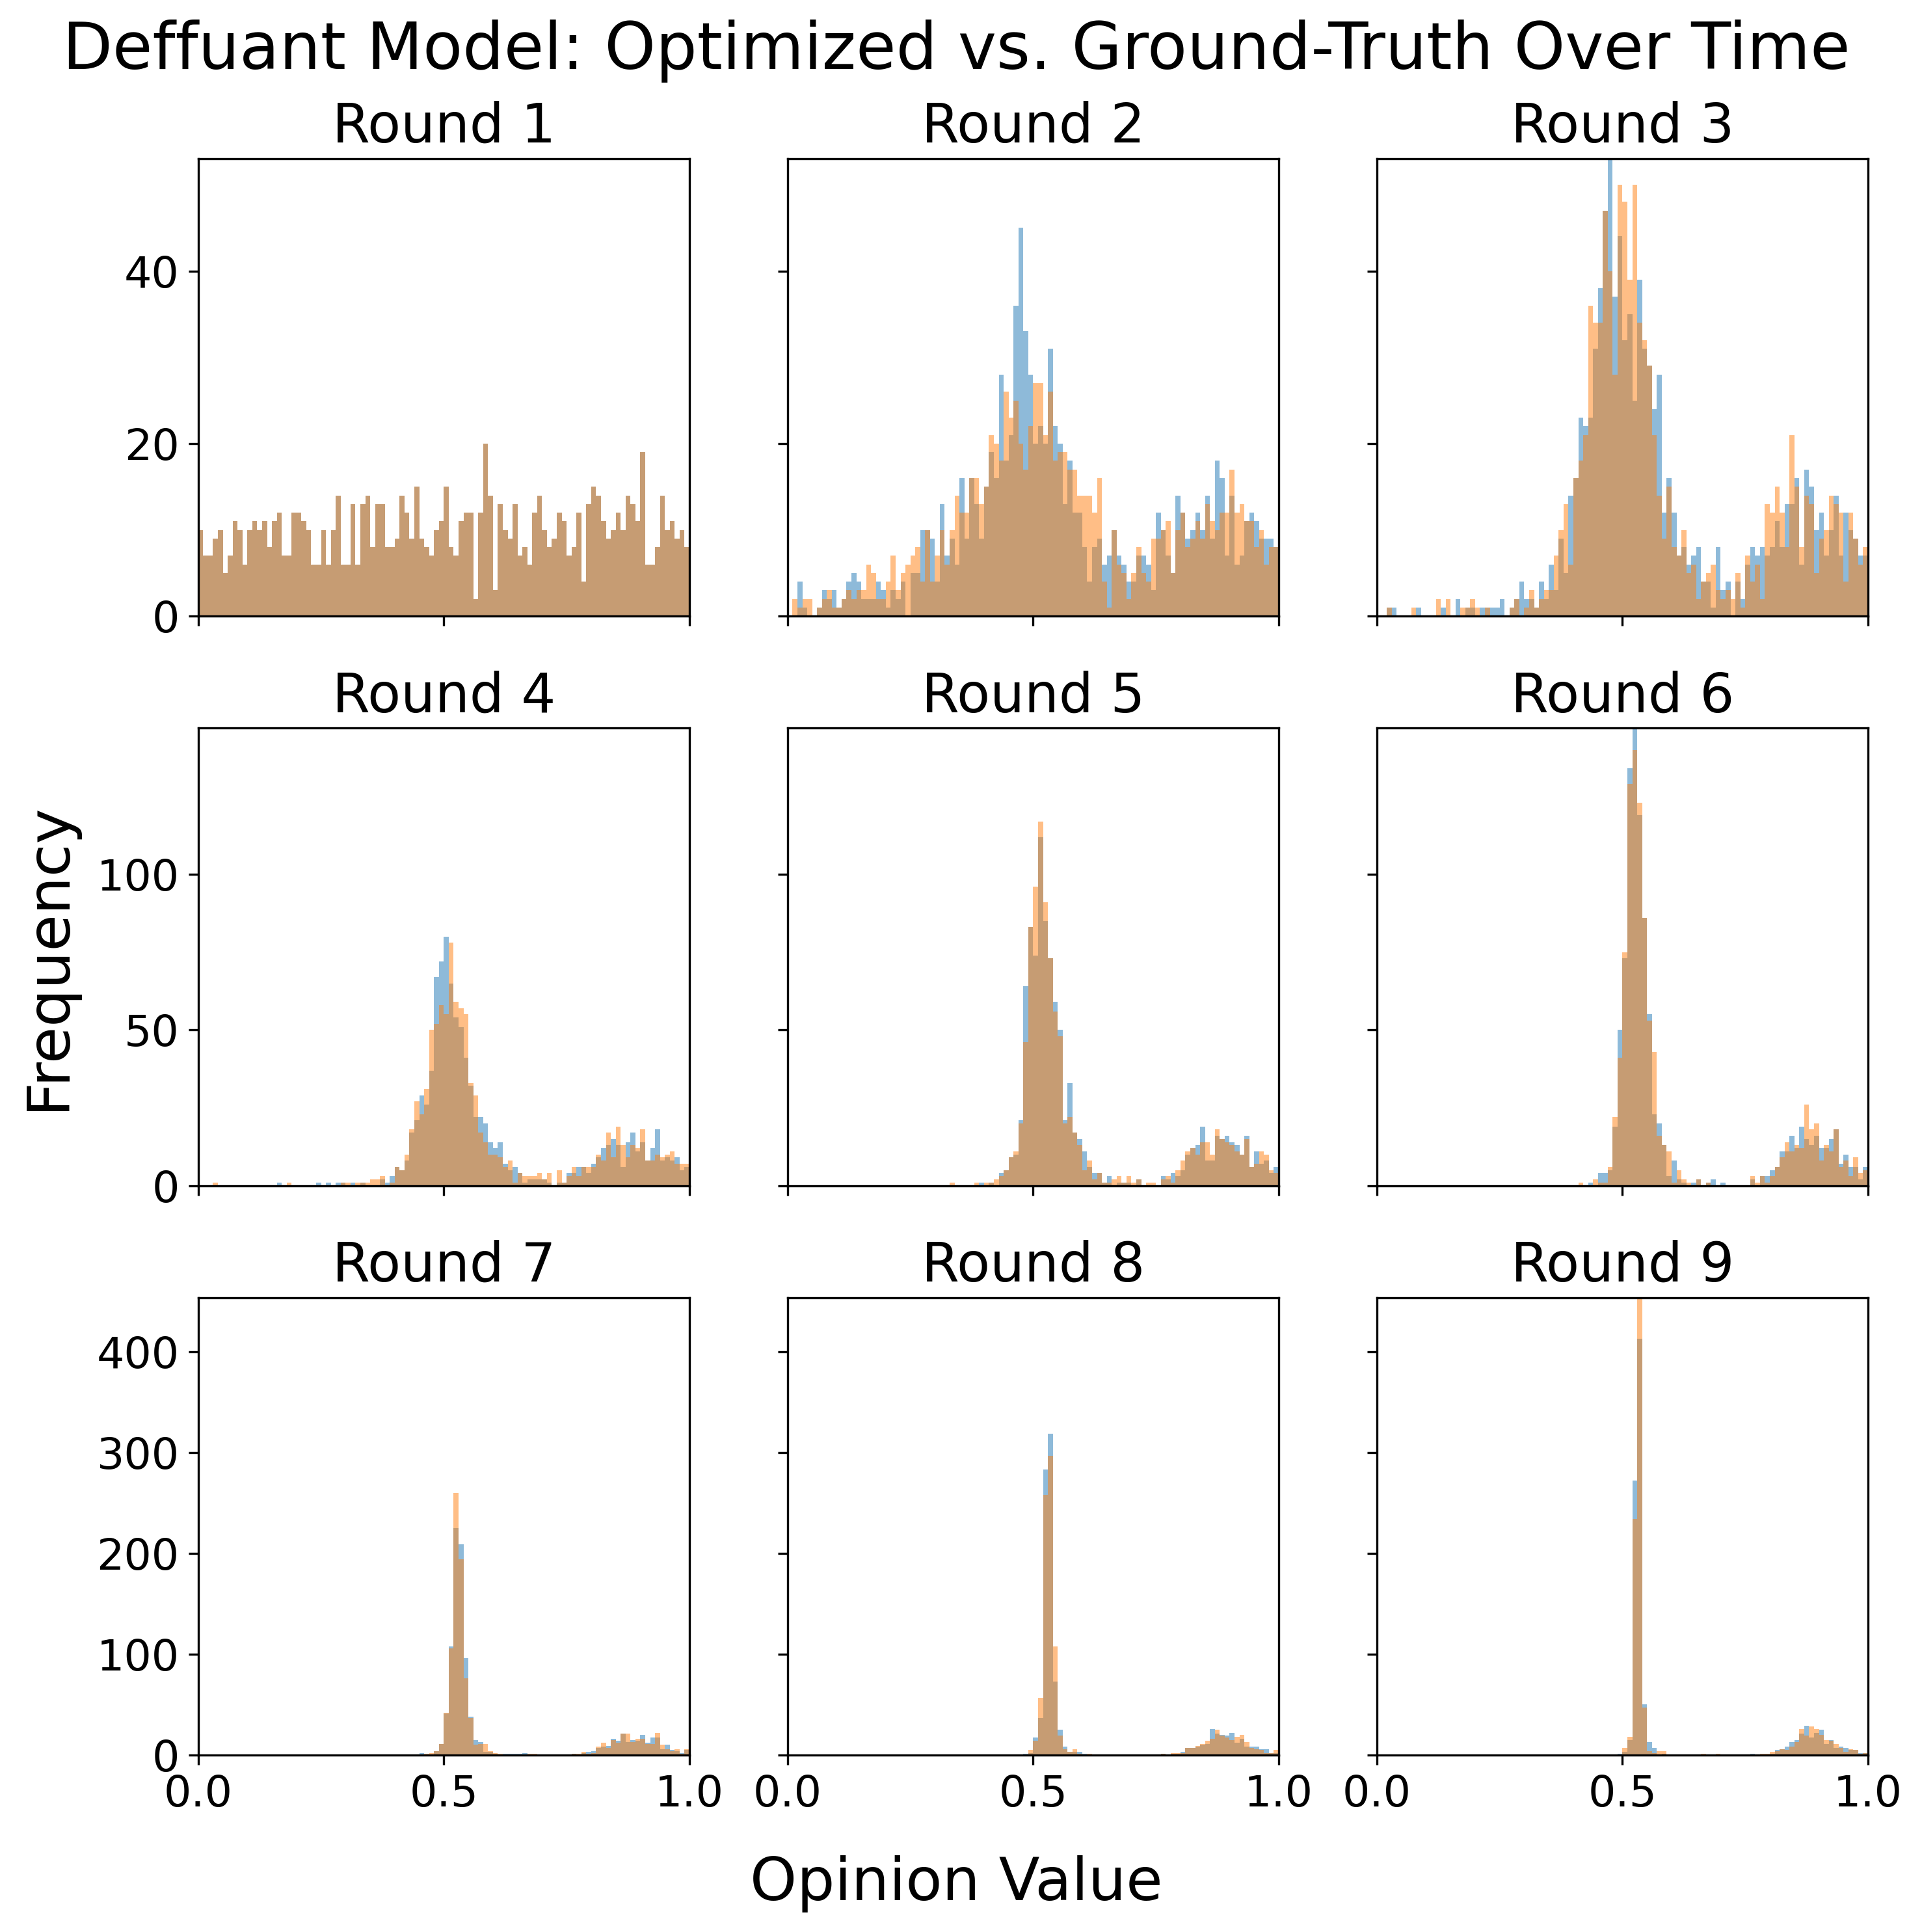 Deffuant Model: Optimized vs. Ground-Truth Over Time
Round 1
Round 2
Round 3
40
20
0
Round 4
Round 5
Round 6
Frequency
100
50
0
Round 7
Round 8
Round 9
400
300
200
100
0
0.0 0.5 1.0 0.0 0.5 1.0 0.0 0.5 1.0
Opinion Value